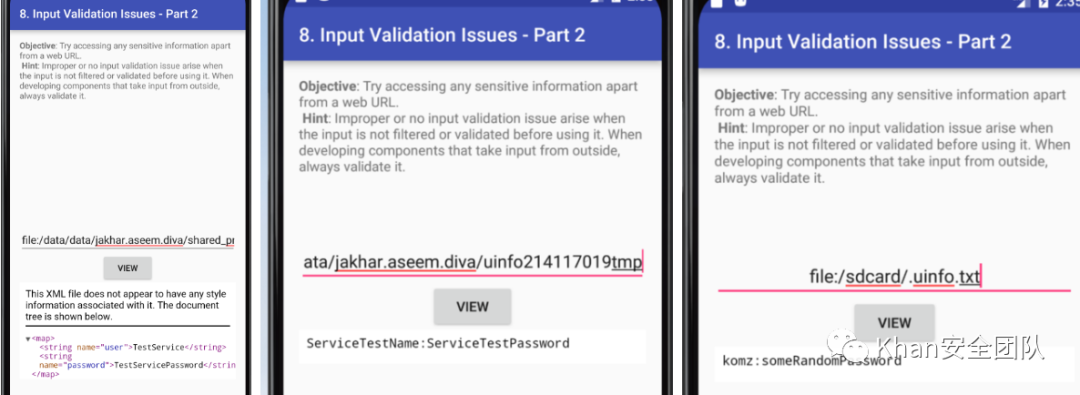 8. Input Validation Issues - Part 2
Objective: Try accessing any sensitive information apart
from a web URL.
Hint: Improper or no input validation issue arise when
the input is not filtered or validated before using it. When
developing components that take input from outside,
always validate it.
file:/data/data/jakhar.aseem.diva/shared_pr
VIEW
This XML file does not appear to have any style
information associated with it. The document
tree is shown below.
▼<map>
<string name="user">TestService</string>
<string
name="password">TestServicePassword</strin
</map>
8. Input Validation Issues - Part 2
Objective: Try accessing any sensitive information apart
from a web URL.
Hint: Improper or no input validation issue arise when
the input is not filtered or validated before using it. When
developing components that take input from outside,
always validate it.
ata/jakhar.aseem.diva/uinfo214117019tmp
VIEW
ServiceTestName:ServiceTestPassword
2:35
8. Input Validation Issues - Part 2
Objective: Try accessing any sensitive information apart
from a web URL.
Hint: Improper or no input validation issue arise when
the input is not filtered or validated before using it. When
developing components that take input from outside,
always validate it.
file:/sdcard/.uinfo.txt
VIEW
komz:someRandomPassword
Khan安全团队